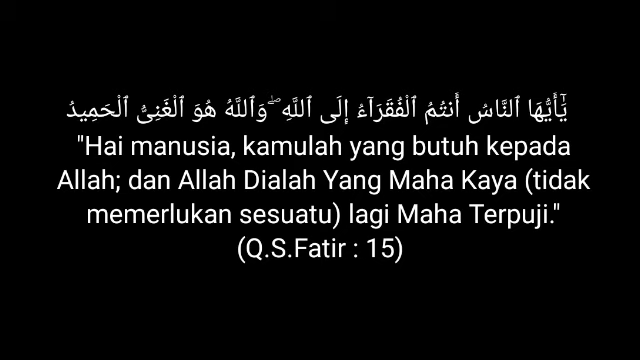 يَٰٓأَيُّهَا ٱلنَّاسُ أَنتُمُ ٱلْفُقَرَآءُ إِلَى ٱللَّهِ ۖ وَٱللَّهُ هُوَ ٱلْغَنِىُّ ٱلْحَمِيدُ
"Hai manusia, kamulah yang butuh kepada
Allah; dan Allah Dialah Yang Maha Kaya (tidak
memerlukan sesuatu) lagi Maha Terpuji."
(Q.S.Fatir : 15)